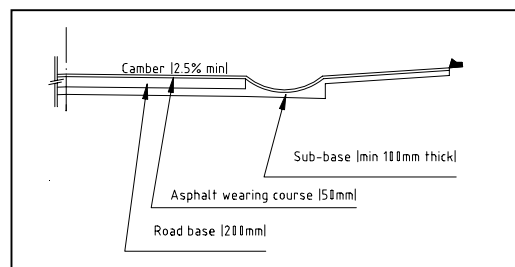 Camber |2.5% min|
Sub-base |min 100mm thick|
Asphalt wearing course |50mm|
Road base |200mm|